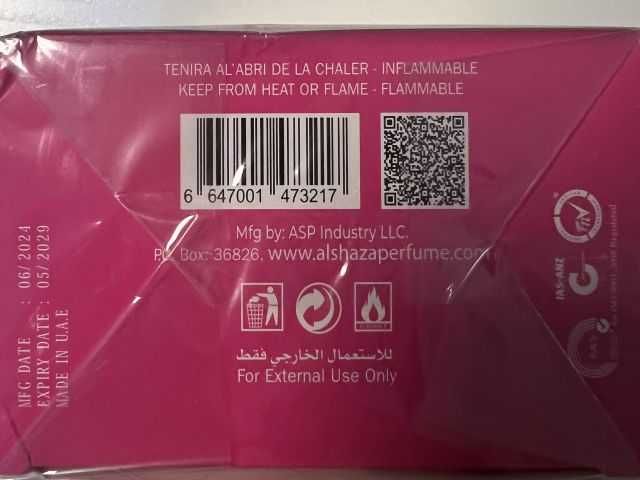 TENIRA AL'ABRI DE LA CHALER - INFLAMMABLE
KEEP FROM HEAT OR FLAME - FLAMMABLE
6 647001 473217
Mfg by: ASP Industry LLC.
P.O. Box:-36826, www.alshazaperfume.com
للاستعمال الخارجي فقط
For External Use Only
MFG DATE : 06/2024
EXPIRY DATE : 05/2029
MADE IN U.A.E
JAS-ANZ